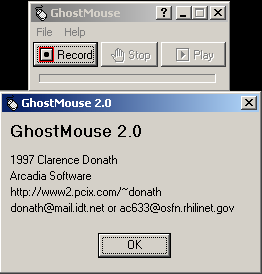 GhostMouse
File Help
Record Stop Play
GhostMouse 2.0
GhostMouse 2.0
1997 Clarence Donath
Arcadia Software
http://www2.pcix.com/~donath
donath@mail.idt.net or ac633@osfn.rhilinet.gov
OK